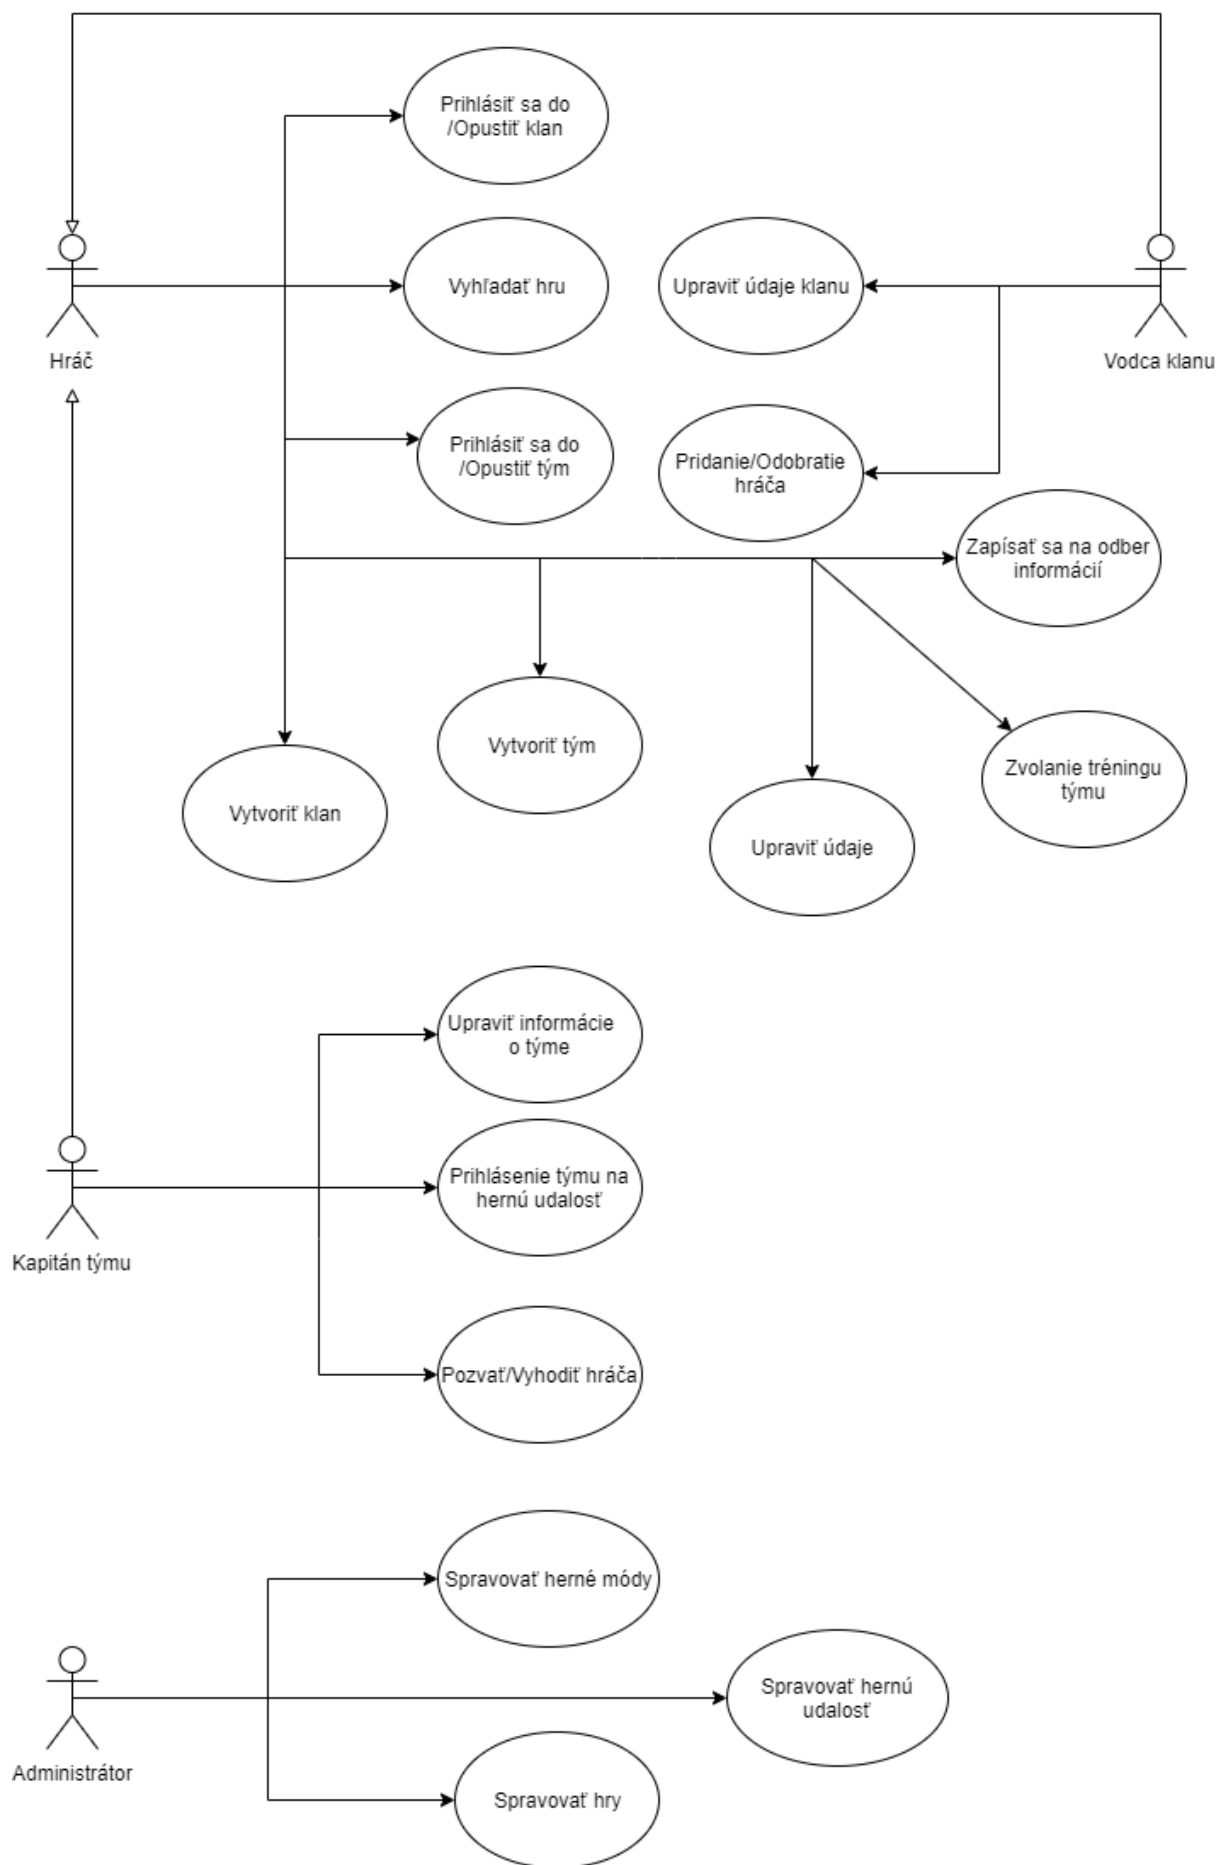 Prihlásiť sa do
/Opustiť klan
Vyhľadať hru
Upraviť údaje klanu
Hráč
Vodca klanu
Prihlásiť sa do
/Opustiť tým
Pridanie/Odobratie
hráča
Zapísať sa na odber
informácií
Vytvoriť tým
Zvolanie tréningu
týmu
Vytvoriť klan
Upraviť údaje
Upraviť informácie
o týme
Prihlásenie týmu na
hernú udalosť
Kapitán týmu
Pozvať/Vyhodiť hráča
Spravovať herné módy
Spravovať hernú
udalosť
Administrátor
Spravovať hry